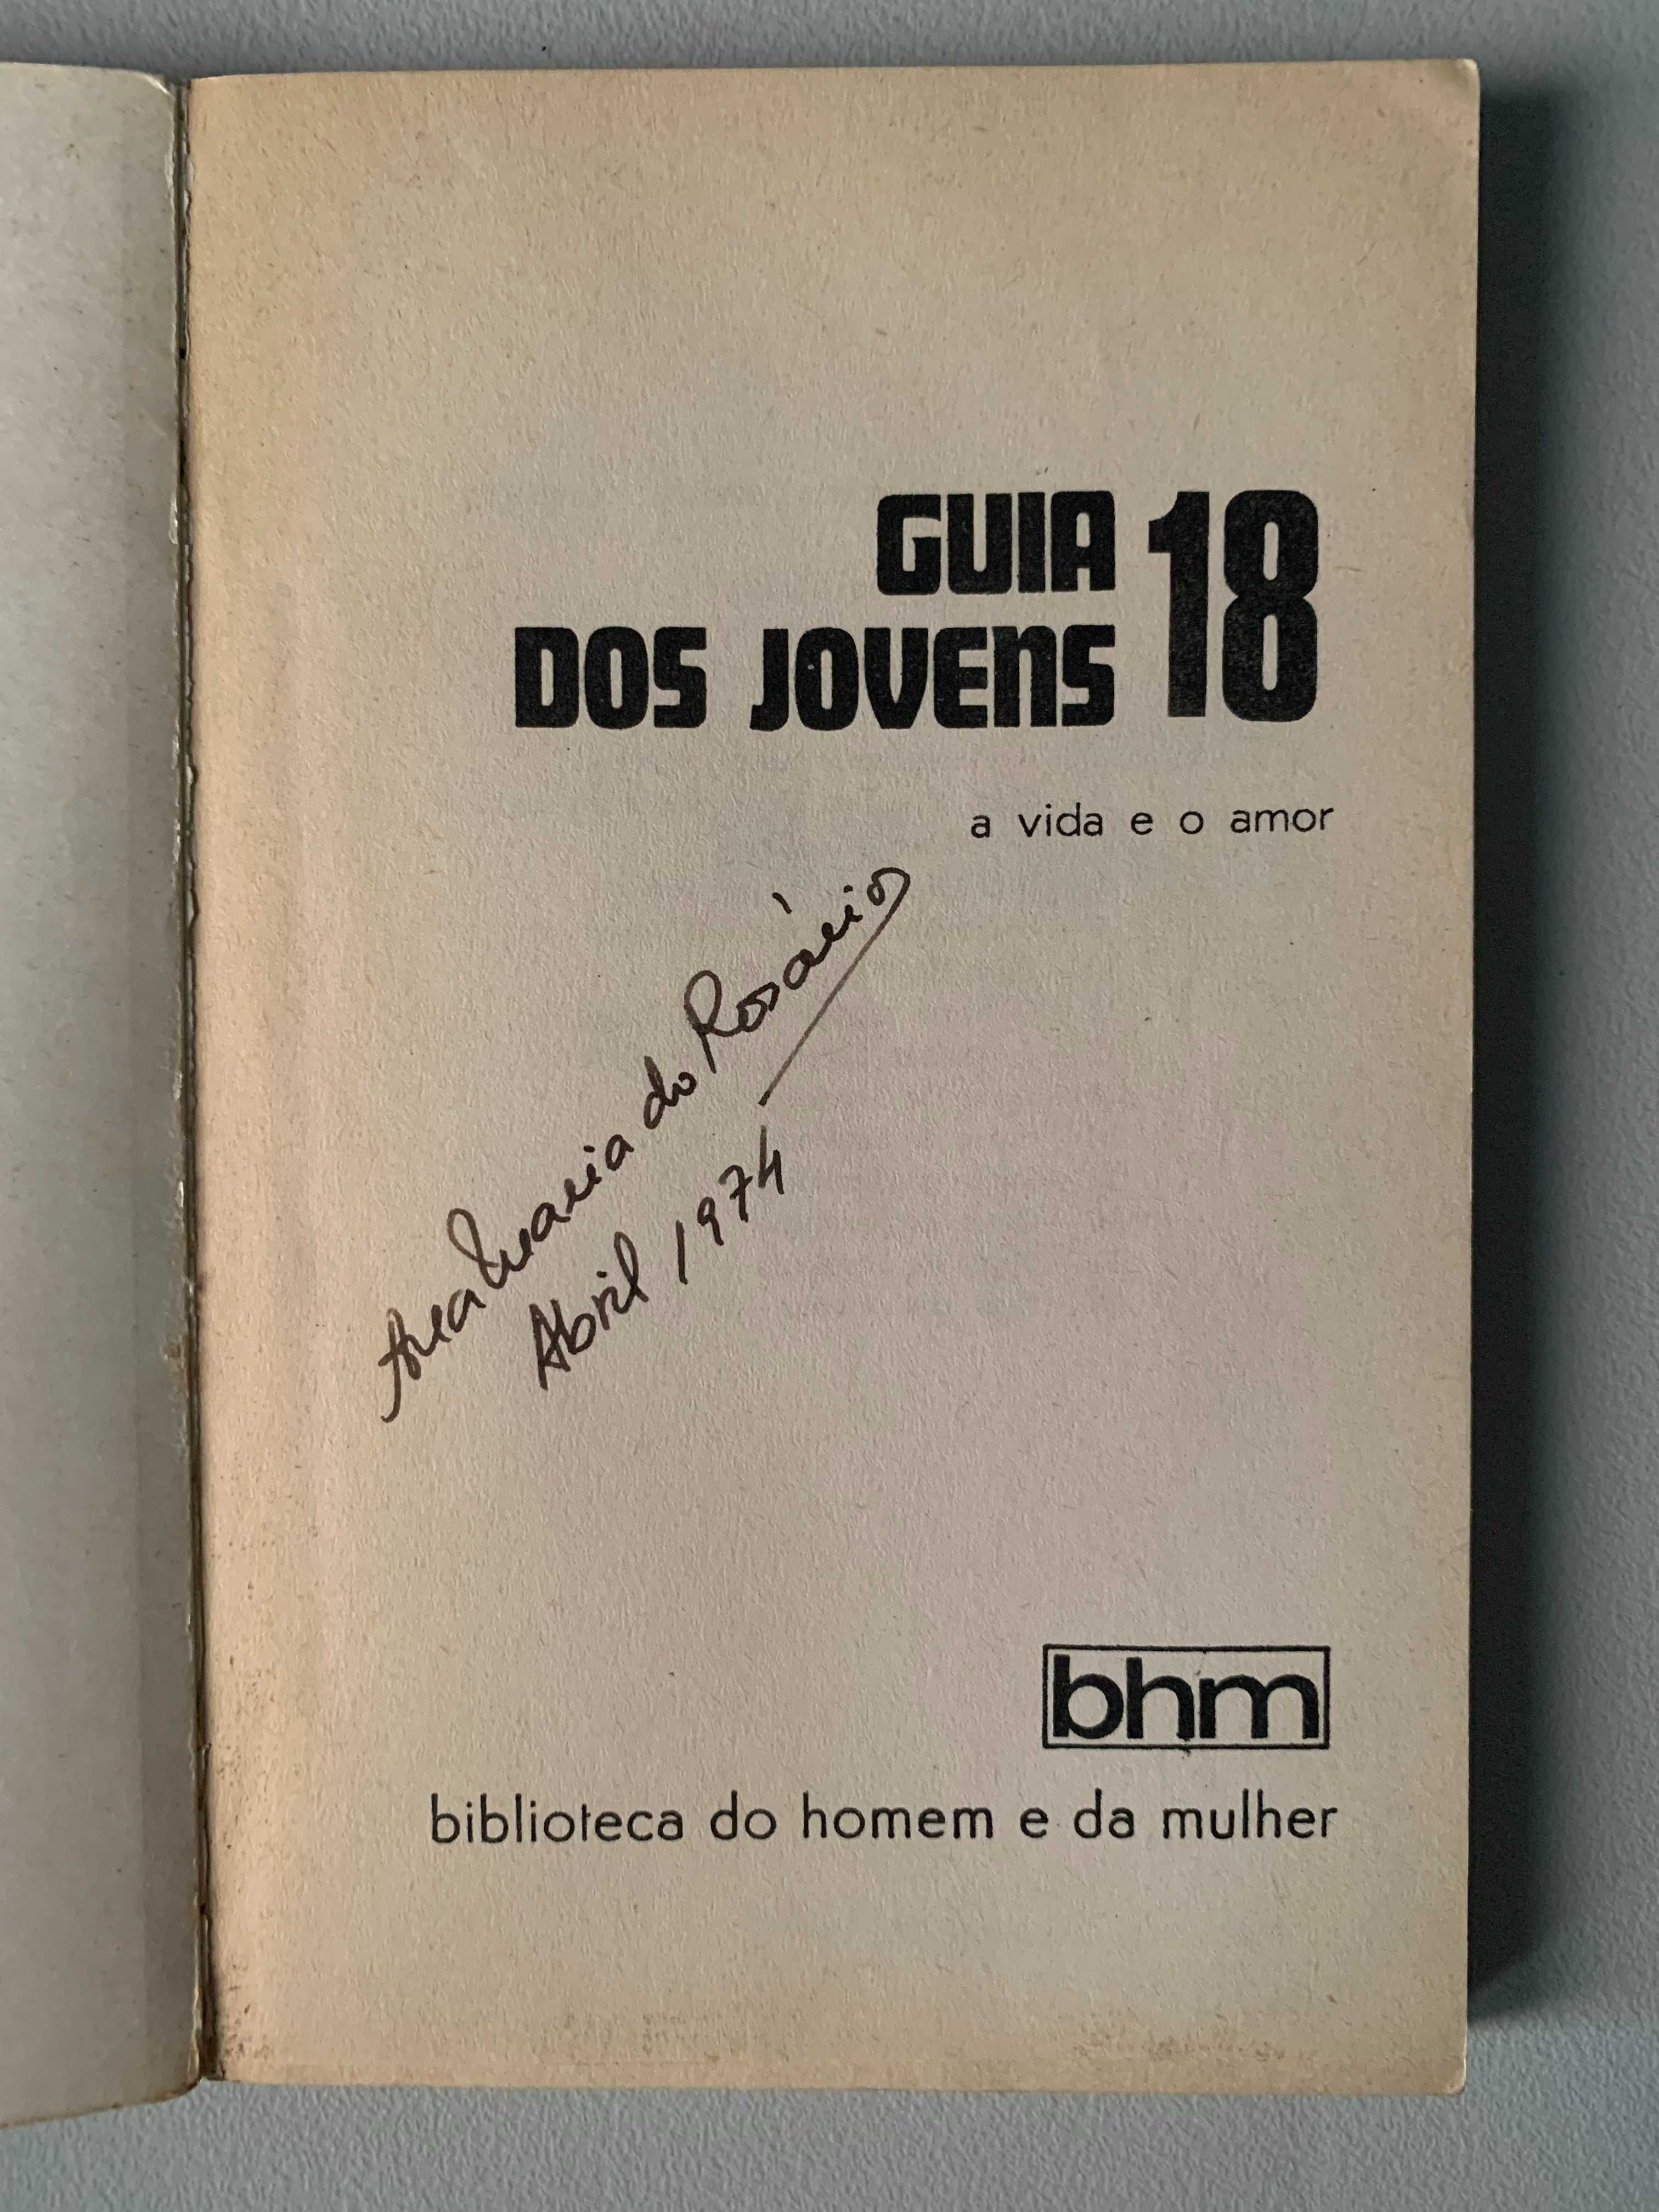 GUIA 18
DOS JOVENS
a vida e o amor
Ana Maria do Rosário
Abril 1974
bhm
biblioteca do homem e da mulher